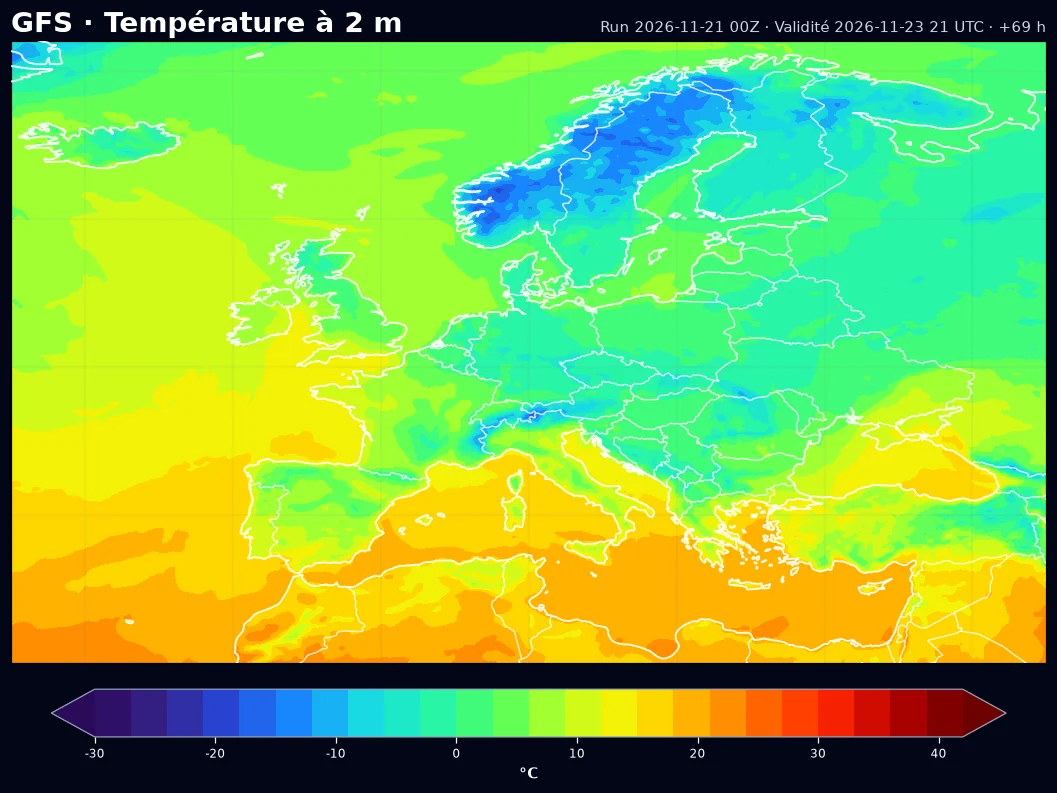 GFS · Température à 2 m
Run 2026-11-21 00Z · Validité 2026-11-23 21 UTC · +69 h
-30 -20 -10 0 10 20 30 40
°C